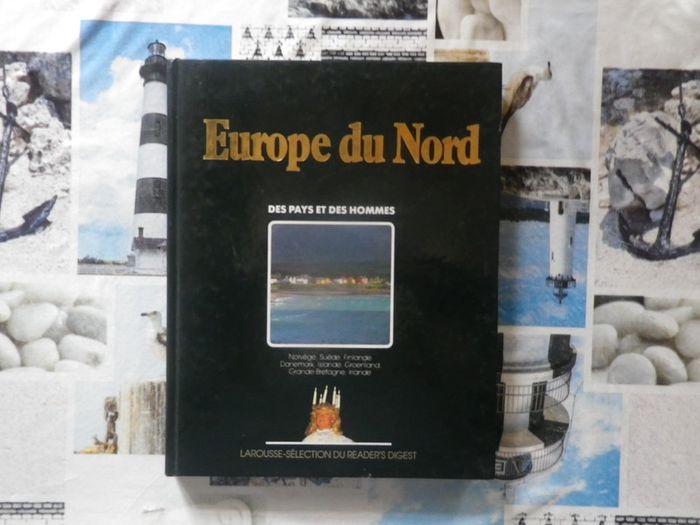 Europe du Nord
DES PAYS ET DES HOMMES
Norvège, Suède, Finlande
Danemark, Islande, Groenland,
Grande-Bretagne, Irlande
LAROUSSE-SÉLECTION DU READER'S DIGEST